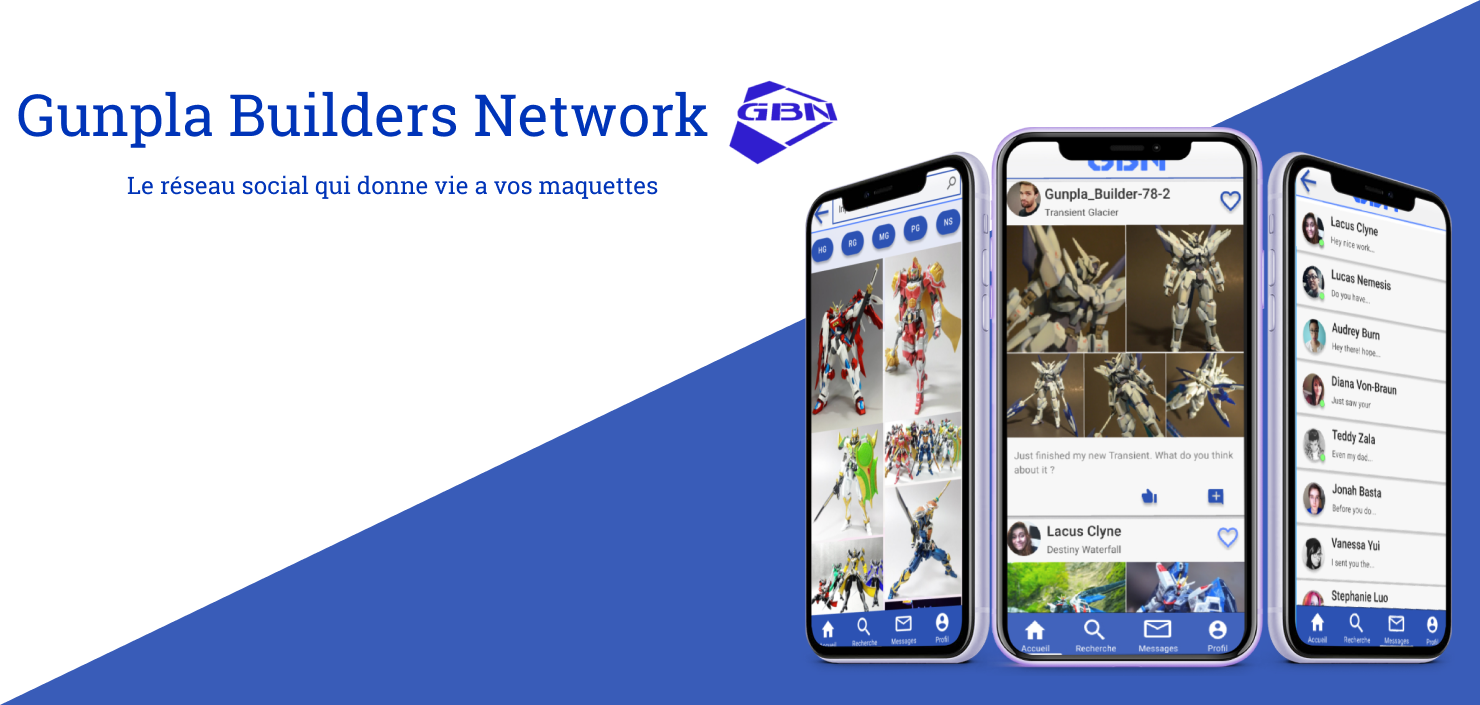 Gunpla Builders Network
GBN
Le réseau social qui donne vie a vos maquettes
HG
RG
MG
PG
NS
Accueil
Recherche
Messages
Profil
GBN
Gunpla_Builder-78-2
Transient Glacier
Just finished my new Transient. What do you think
about it ?
Lacus Clyne
Destiny Waterfall
Accueil
Recherche
Messages
Profil
Lacus Clyne
Hey nice work...
Lucas Nemesis
Do you have...
Audrey Burn
Hey there! hope...
Diana Von-Braun
Just saw your
Teddy Zala
Even my dad...
Jonah Basta
Before you do...
Vanessa Yui
I sent you the...
Stephanie Luo
Accueil
Recherche
Messages
Profil